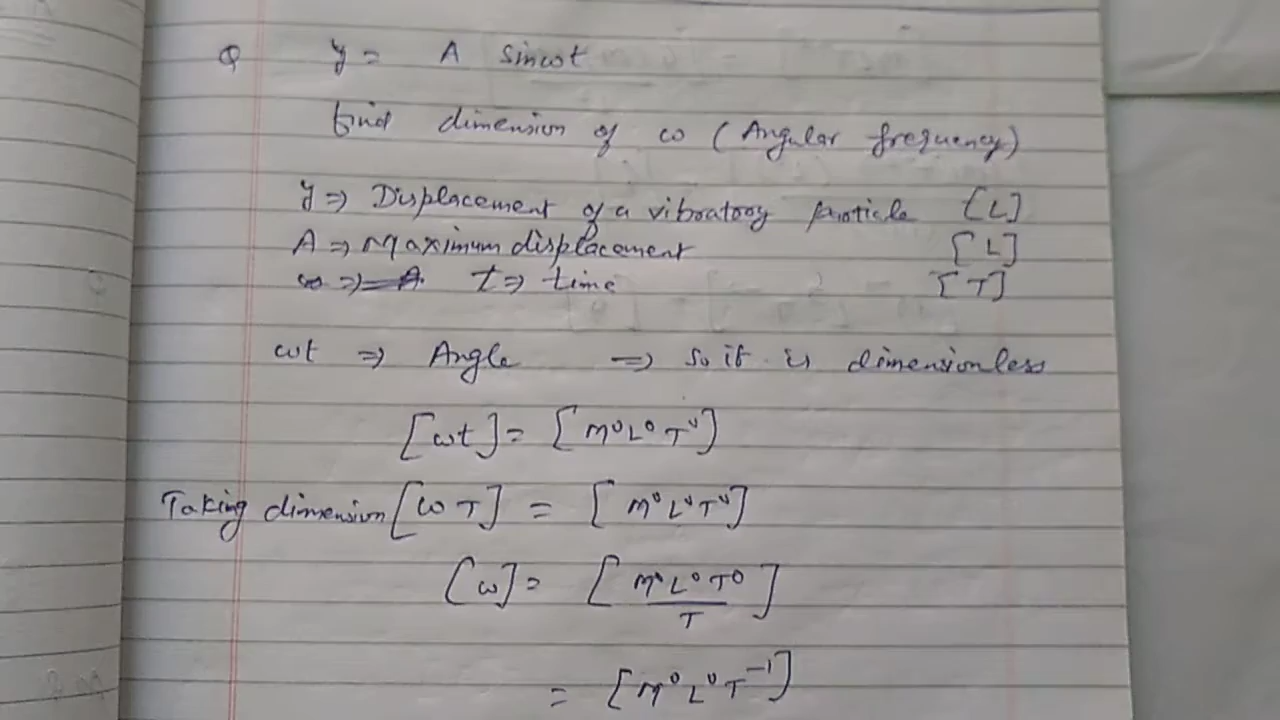 Q y = A sinωt
find dimension of ω (Angular frequency)
y ⇒ Displacement of a vibratory particle [L]
A ⇒ Maximum displacement [L]
t ⇒ time [T]
ωt ⇒ Angle ⇒ So it is dimensionless
[ωt] = [M⁰L⁰T⁰]
Taking dimension [ω T] = [M⁰L⁰T⁰]
[ω] = [M⁰L⁰T⁰ / T]
= [M⁰L⁰T⁻¹]